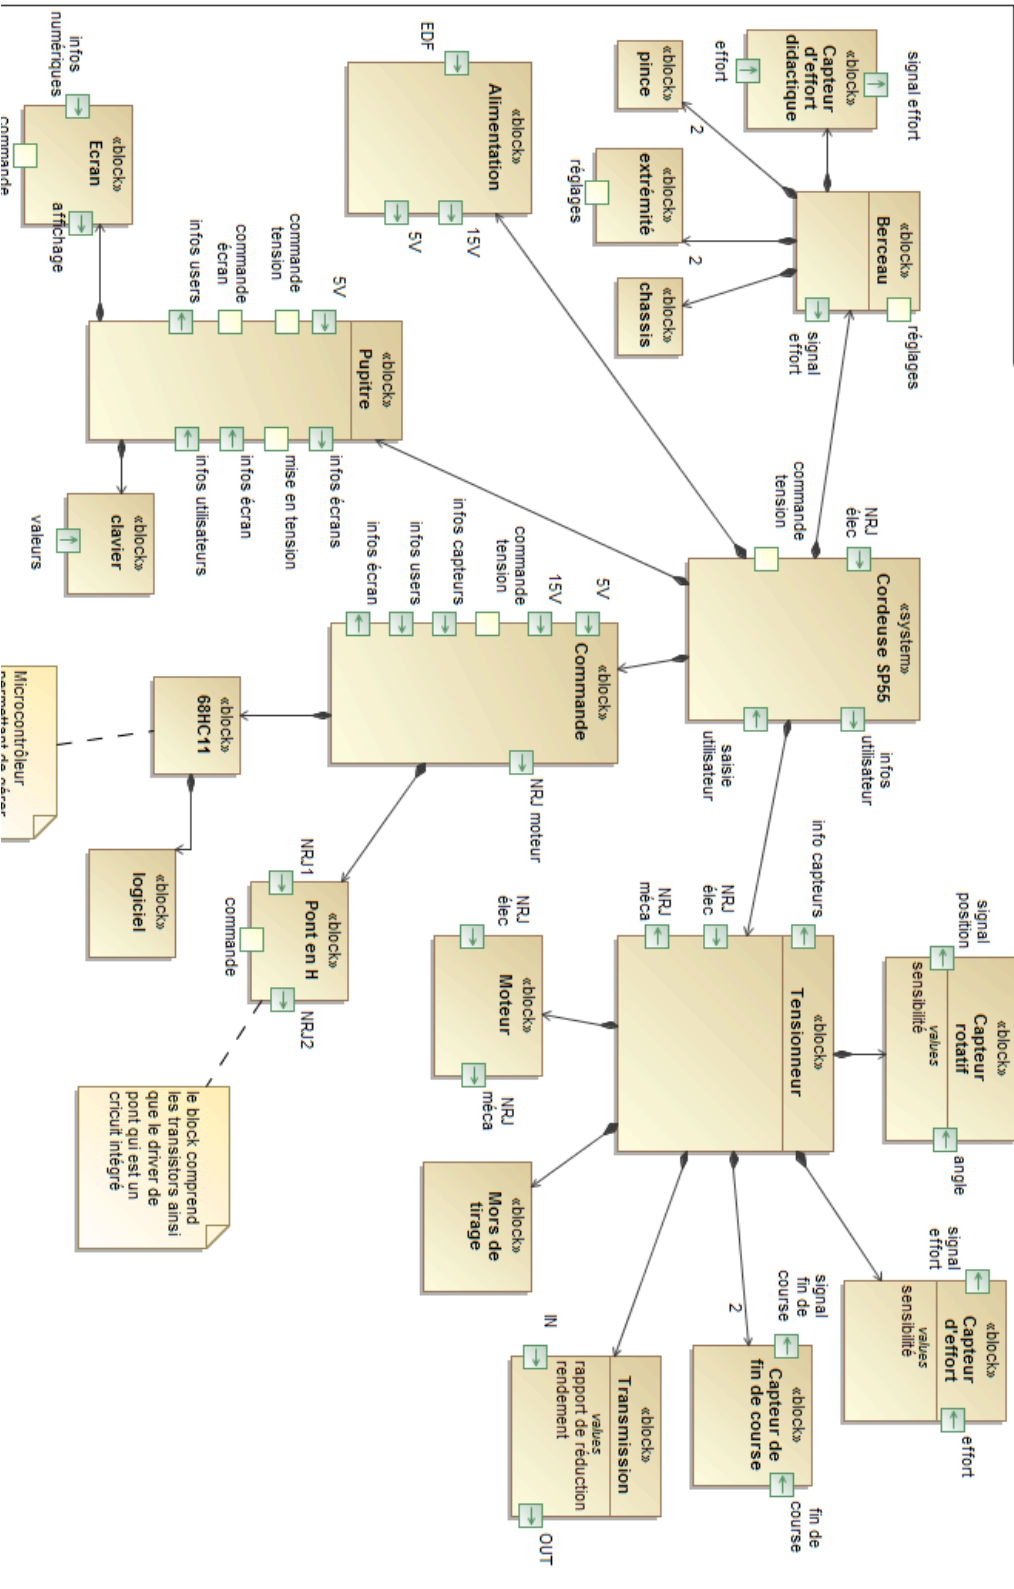 «system»
Cordeuse SP55
NRJ
élec
commande
tension
infos
utilisateur
saisie
utilisateur
«block»
Berceau
réglages
signal
effort
«block»
Capteur
d'effort
didactique
signal effort
effort
«block»
pince
2
«block»
extrémité
réglages
2
«block»
chassis
«block»
Alimentation
EDF
15V
5V
«block»
Pupitre
5V
commande
tension
commande
écran
infos users
infos écrans
mise en tension
infos écran
infos utilisateurs
«block»
Ecran
infos
numériques
commande
affichage
«block»
clavier
valeurs
«block»
Commande
5V
15V
commande
tension
infos capteurs
infos users
infos écran
NRJ moteur
«block»
68HC11
Microcontrôleur
permettant de gérer
«block»
logiciel
«block»
Pont en H
NRJ1
commande
NRJ2
le block comprend
les transistors ainsi
que le driver de
pont qui est un
cricuit intégré
«block»
Tensionneur
info capteurs
NRJ
élec
NRJ
méca
«block»
Capteur
rotatif
values
sensibilité
signal
position
angle
«block»
Capteur
d'effort
values
sensibilité
signal
effort
effort
2
«block»
Capteur de
fin de course
signal
fin de
course
fin de
course
«block»
Transmission
values
rapport de réduction
rendement
IN
OUT
«block»
Mors de
tirage
«block»
Moteur
NRJ
élec
NRJ
méca